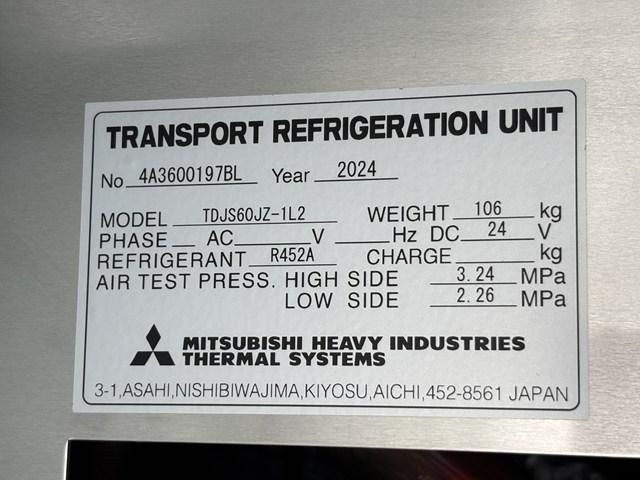 TRANSPORT REFRIGERATION UNIT
No 4A3600197BL Year 2024
MODEL TDJS60JZ-1L2 WEIGHT 106 kg
PHASE AC V Hz DC 24 V
REFRIGERANT R452A CHARGE kg
AIR TEST PRESS. HIGH SIDE 3.24 MPa
LOW SIDE 2.26 MPa
MITSUBISHI HEAVY INDUSTRIES
THERMAL SYSTEMS
3-1,ASAHI,NISHIBIWAJIMA,KIYOSU,AICHI,452-8561 JAPAN